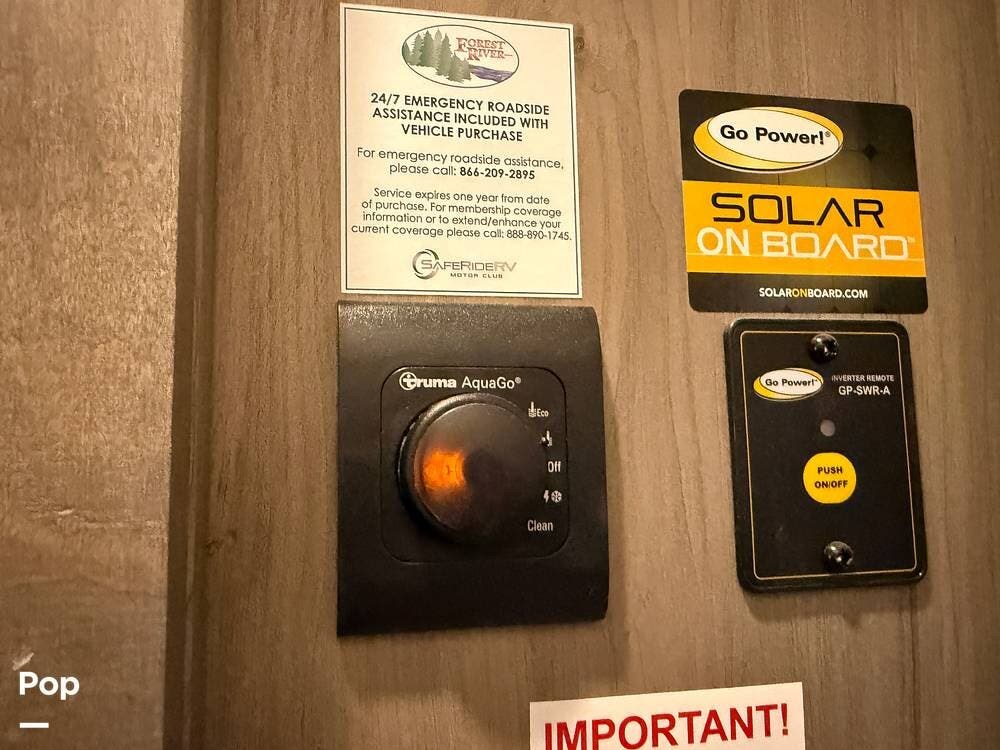 FOREST
RIVER
24/7 EMERGENCY ROADSIDE
ASSISTANCE INCLUDED WITH
VEHICLE PURCHASE
For emergency roadside assistance,
please call: 866-209-2895
Service expires one year from date
of purchase. For membership coverage
information or to extend/enhance your
current coverage please call: 888-890-1745.
SAFERIDERV
MOTOR CLUB
Go Power!®
SOLAR
ON BOARD™
SOLARONBOARD.COM
truma AquaGo®
Eco
Off
Clean
Go Power!™
INVERTER REMOTE
GP-SWR-A
PUSH
ON/OFF
IMPORTANT!
Pop